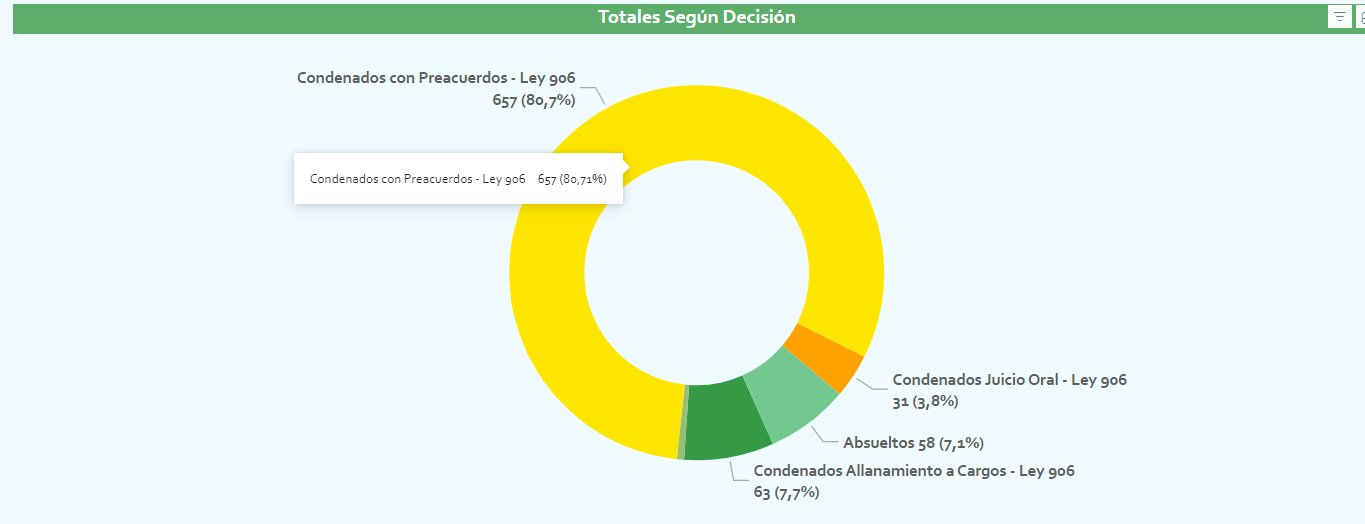 Totales Según Decisión
Condenados con Preacuerdos - Ley 906
657 (80,7%)
Condenados con Preacuerdos - Ley 906 657 (80,71%)
Condenados Juicio Oral - Ley 906
31 (3,8%)
Absueltos 58 (7,1%)
Condenados Allanamiento a Cargos - Ley 906
63 (7,7%)